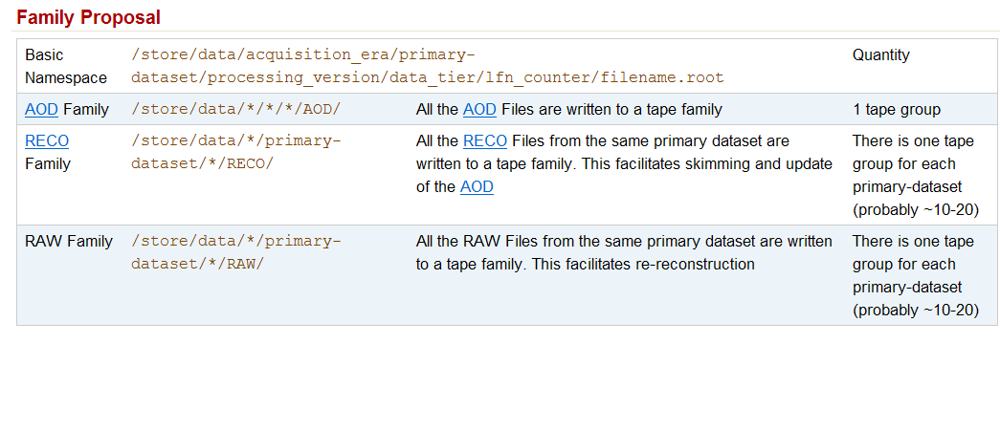 Family Proposal
Basic Namespace /store/data/acquisition_era/primary-dataset/processing_version/data_tier/lfn_counter/filename.root Quantity
AOD Family /store/data/*/*/*/AOD/ All the AOD Files are written to a tape family 1 tape group
RECO Family /store/data/*/primary-dataset/*/RECO/ All the RECO Files from the same primary dataset are written to a tape family. This facilitates skimming and update of the AOD There is one tape group for each primary-dataset (probably ~10-20)
RAW Family /store/data/*/primary-dataset/*/RAW/ All the RAW Files from the same primary dataset are written to a tape family. This facilitates re-reconstruction There is one tape group for each primary-dataset (probably ~10-20)